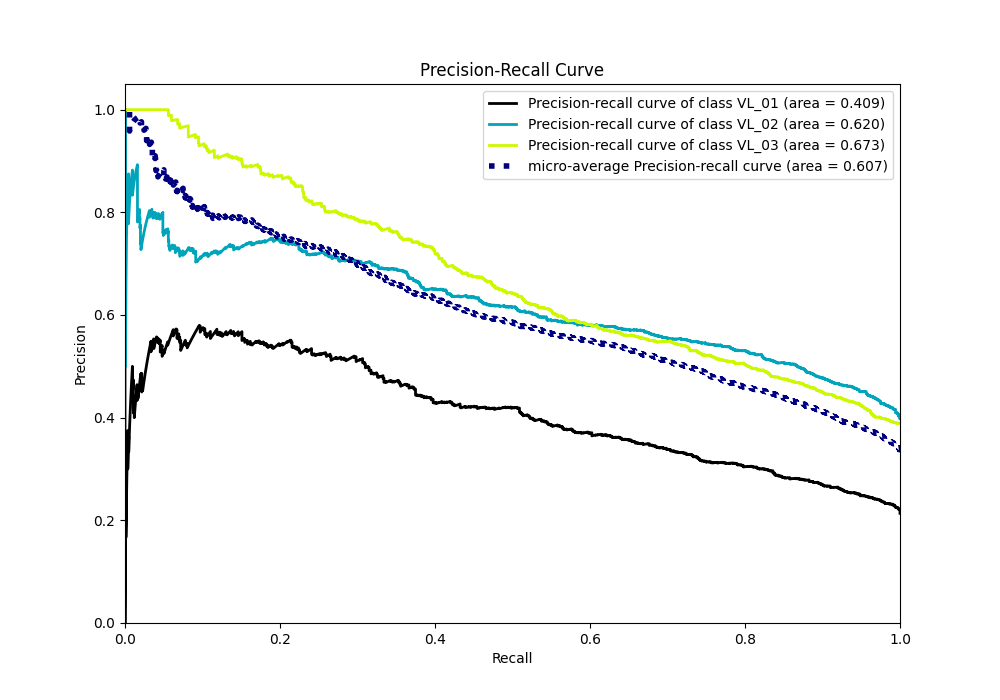 Precision-Recall Curve
Precision-recall curve of class VL_01 (area = 0.409)
Precision-recall curve of class VL_02 (area = 0.620)
Precision-recall curve of class VL_03 (area = 0.673)
micro-average Precision-recall curve (area = 0.607)
Precision
1.0
0.8
0.6
0.4
0.2
0.0
0.0 0.2 0.4 0.6 0.8 1.0
Recall